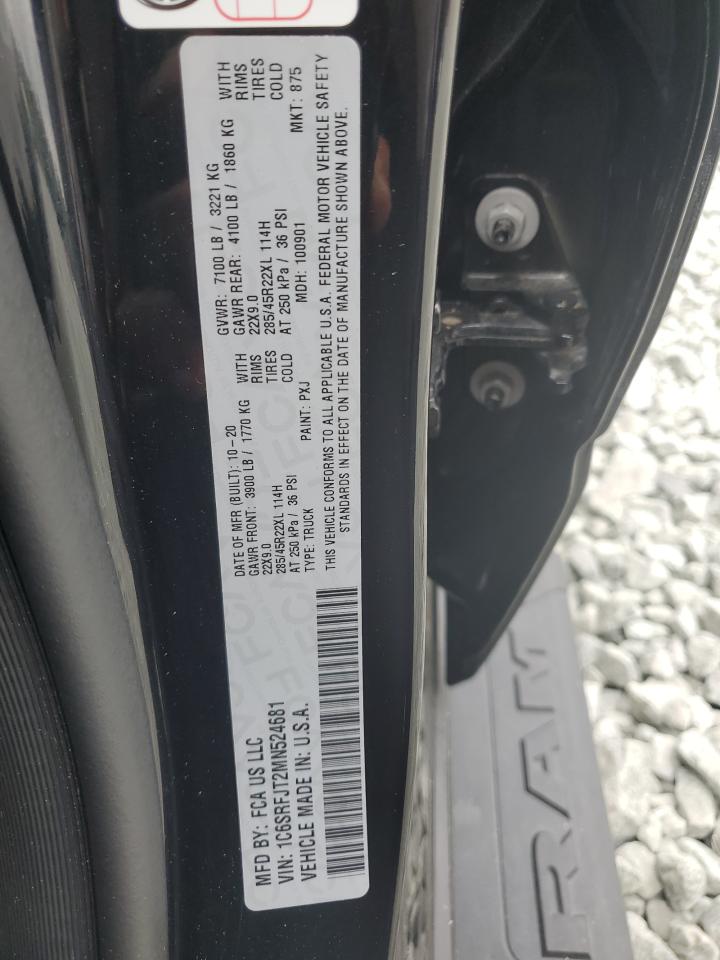 MFD BY: FCA US LLC
VIN: 1C6SRFJT2MN524681
VEHICLE MADE IN: U.S.A.
DATE OF MFR (BUILT): 10-20 GVWR: 7100 LB / 3221 KG
GAWR FRONT: 3900 LB / 1770 KG WITH GAWR REAR: 4100 LB / 1860 KG WITH
22X9.0 RIMS 22X9.0 RIMS
285/45R22XL 114H TIRES 285/45R22XL 114H TIRES
AT 250 kPa / 36 PSI COLD AT 250 kPa / 36 PSI COLD
TYPE: TRUCK PAINT: PXJ MDH: 100901 MKT: 875
THIS VEHICLE CONFORMS TO ALL APPLICABLE U.S.A. FEDERAL MOTOR VEHICLE SAFETY
STANDARDS IN EFFECT ON THE DATE OF MANUFACTURE SHOWN ABOVE.
RAM